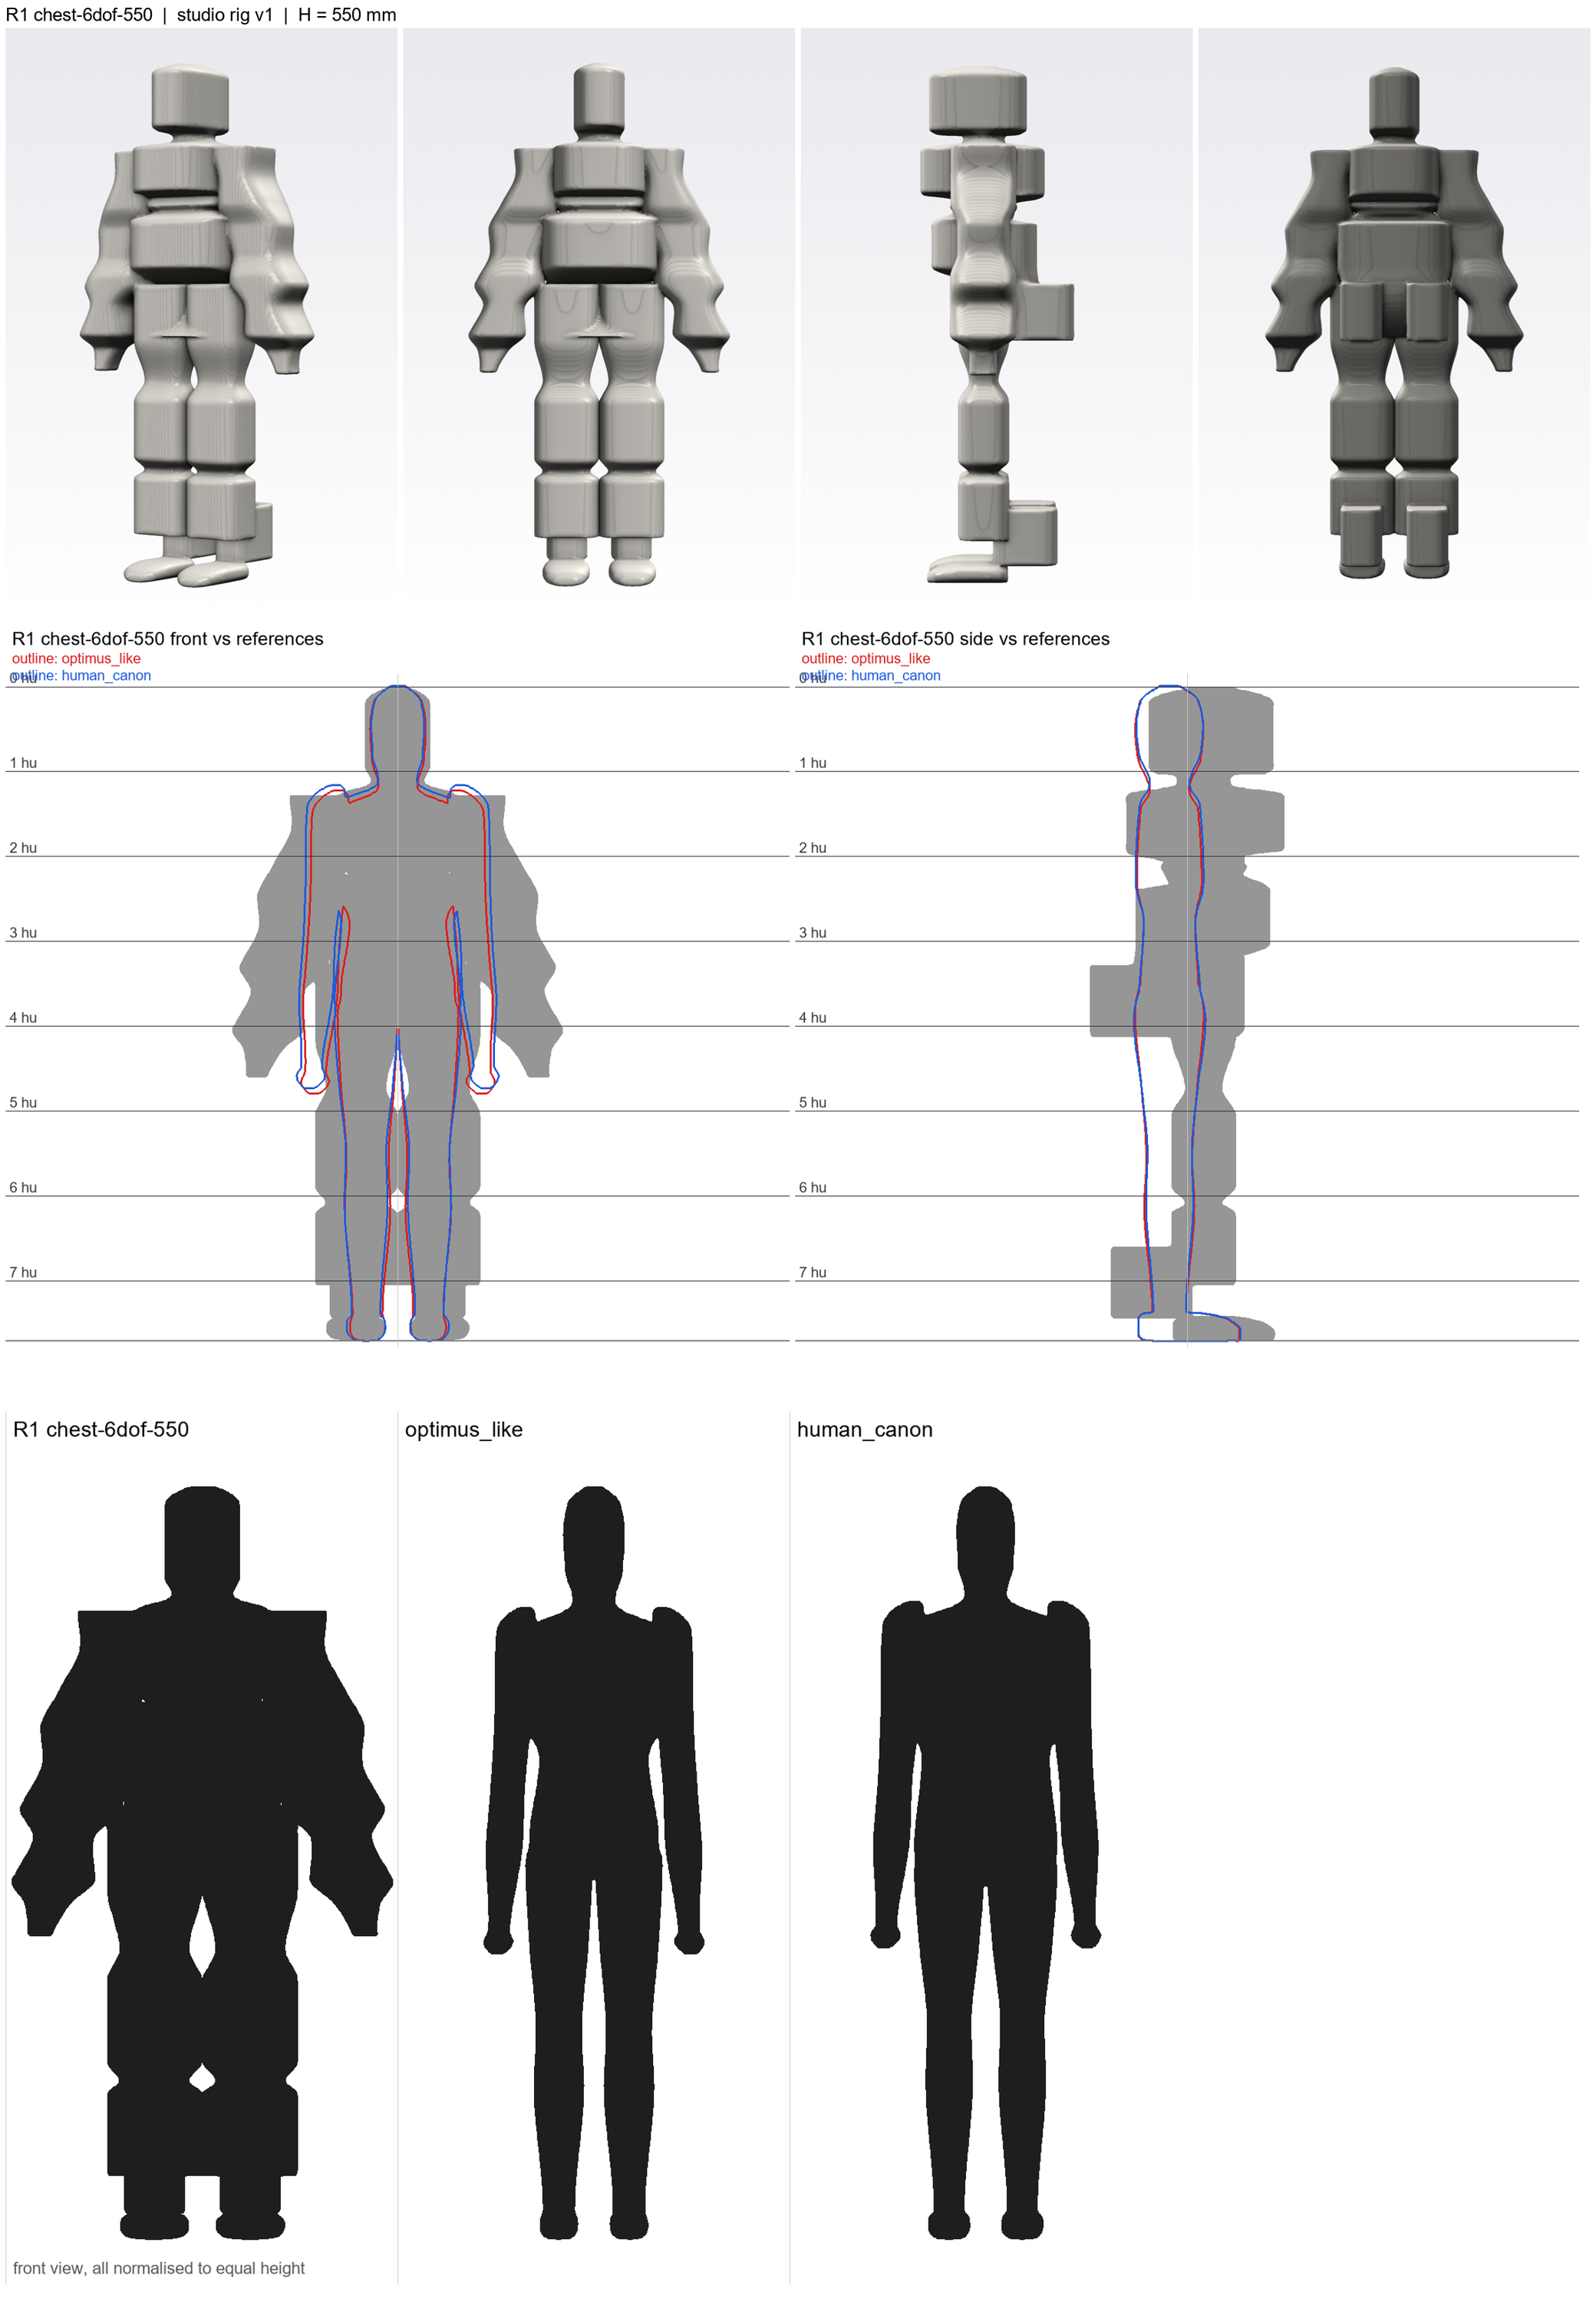 R1 chest-6dof-550 | studio rig v1 | H = 550 mm
R1 chest-6dof-550 front vs references
outline: optimus_like
outline: human_canon
0 hu
1 hu
2 hu
3 hu
4 hu
5 hu
6 hu
7 hu
R1 chest-6dof-550 side vs references
outline: optimus_like
outline: human_canon
0 hu
1 hu
2 hu
3 hu
4 hu
5 hu
6 hu
7 hu
R1 chest-6dof-550
optimus_like
human_canon
front view, all normalised to equal height